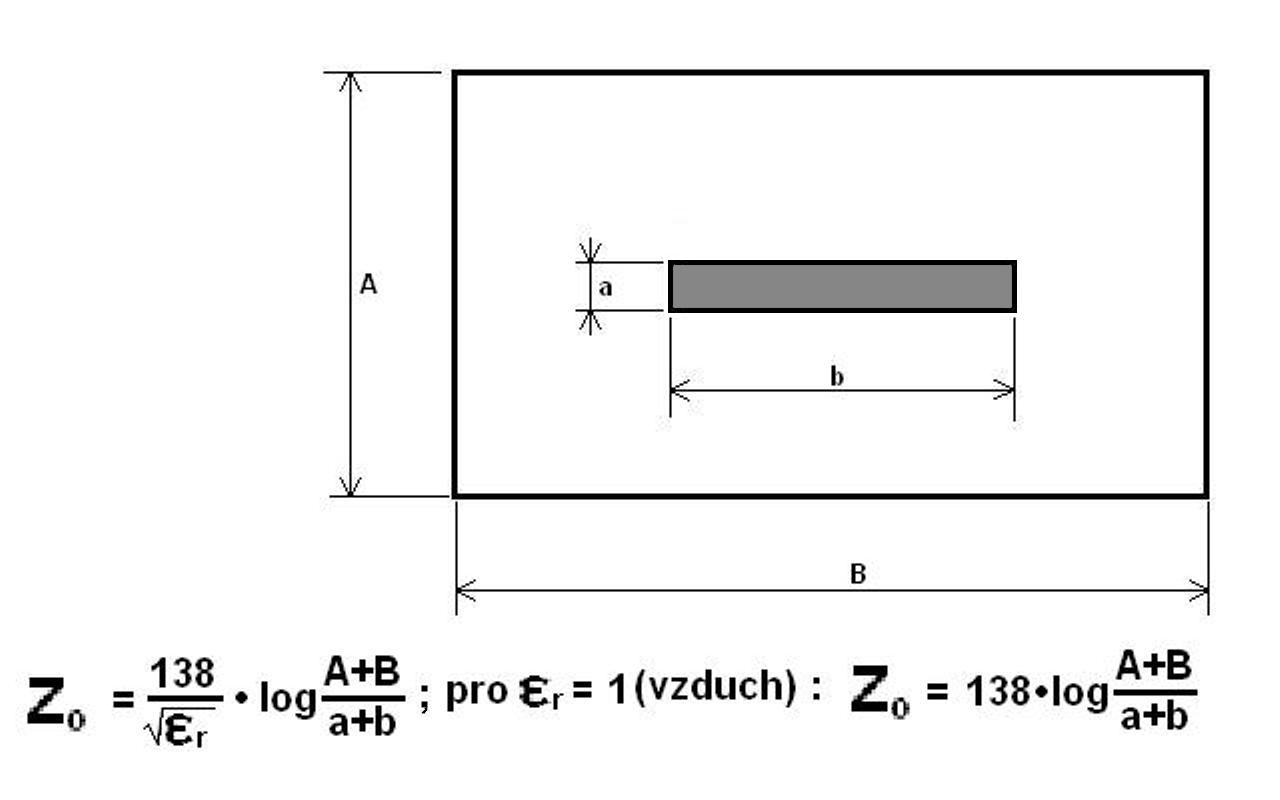 A
a
b
B
Z₀ = 138/√εᵣ • log (A+B)/(a+b) ; pro εᵣ = 1 (vzduch) : Z₀ = 138•log (A+B)/(a+b)